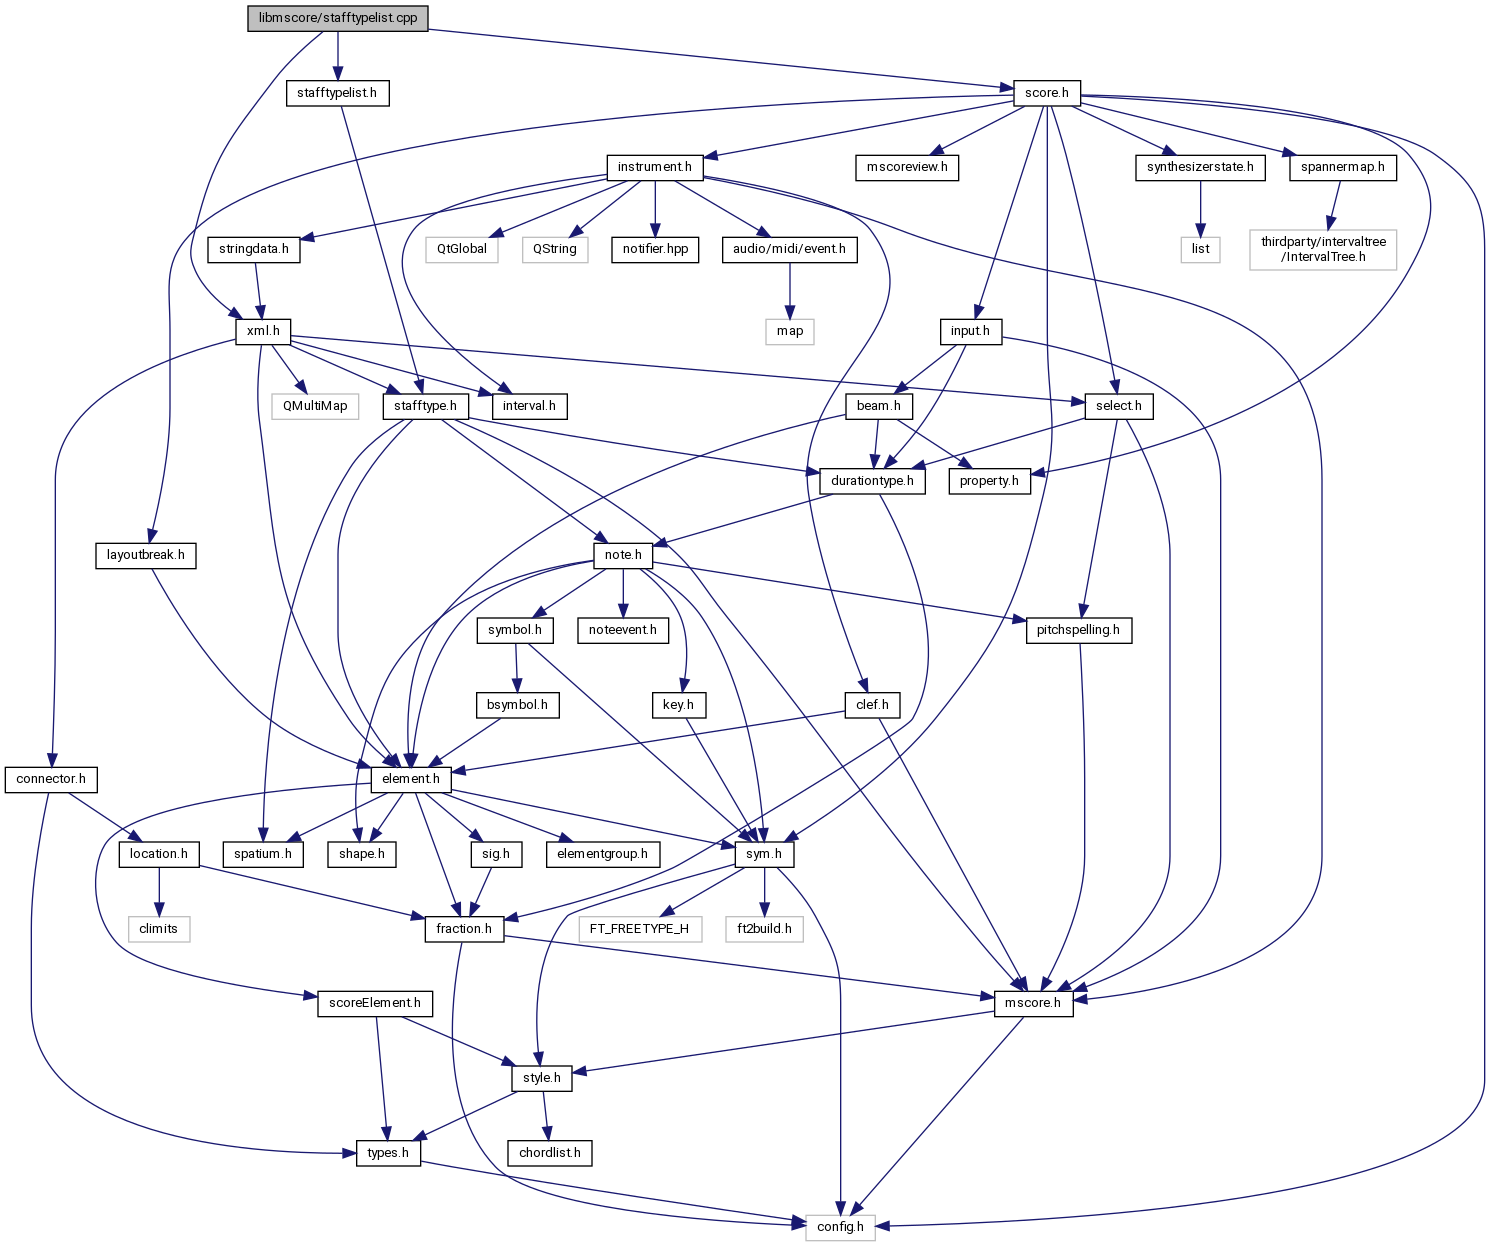 libmscore/stafftypelist.cpp
stafftypelist.h
score.h
instrument.h
mscoreview.h
synthesizerstate.h
spannermap.h
stringdata.h
QtGlobal
QString
notifier.hpp
audio/midi/event.h
list
thirdparty/intervaltree
/IntervalTree.h
xml.h
map
input.h
QMultiMap
stafftype.h
interval.h
beam.h
select.h
durationtype.h
property.h
layoutbreak.h
note.h
symbol.h
noteevent.h
pitchspelling.h
bsymbol.h
key.h
clef.h
connector.h
element.h
location.h
spatium.h
shape.h
sig.h
elementgroup.h
sym.h
climits
fraction.h
FT_FREETYPE_H
ft2build.h
scoreElement.h
mscore.h
style.h
types.h
chordlist.h
config.h